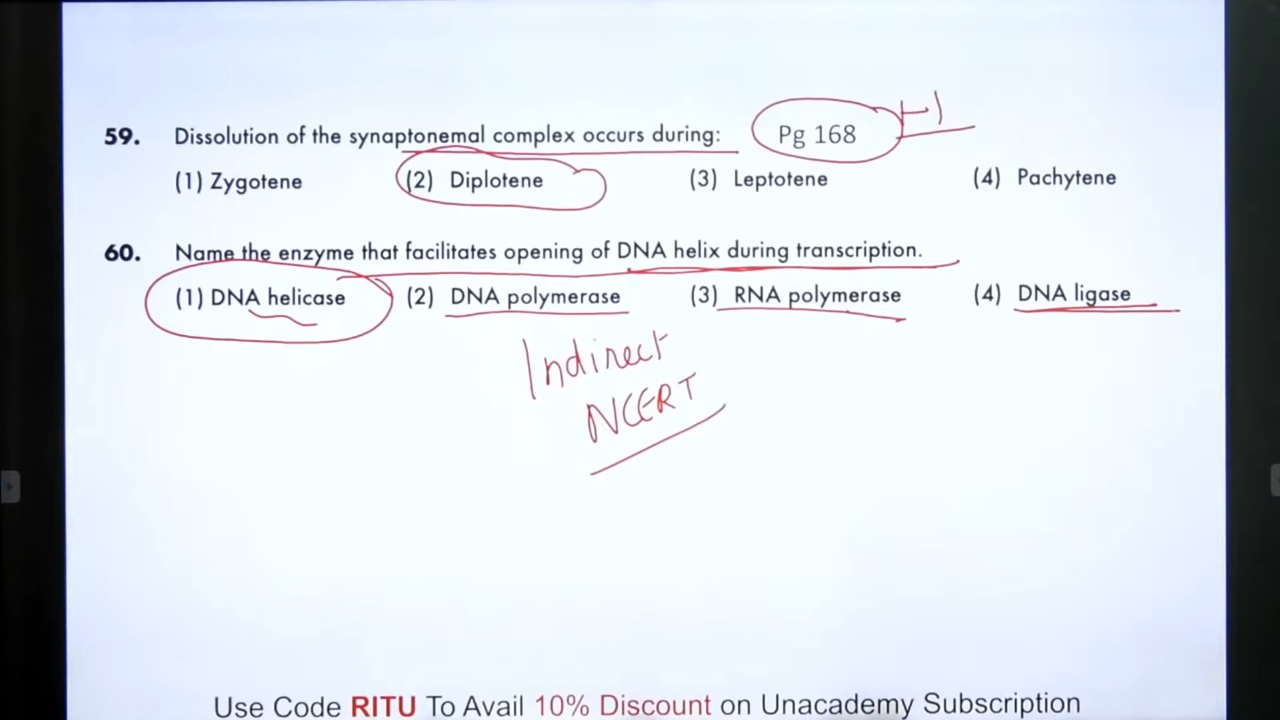 59. Dissolution of the synaptonemal complex occurs during: Pg 168
(1) Zygotene (2) Diplotene (3) Leptotene (4) Pachytene
60. Name the enzyme that facilitates opening of DNA helix during transcription.
(1) DNA helicase (2) DNA polymerase (3) RNA polymerase (4) DNA ligase
Indirect
NCERT
Use Code RITU To Avail 10% Discount on Unacademy Subscription